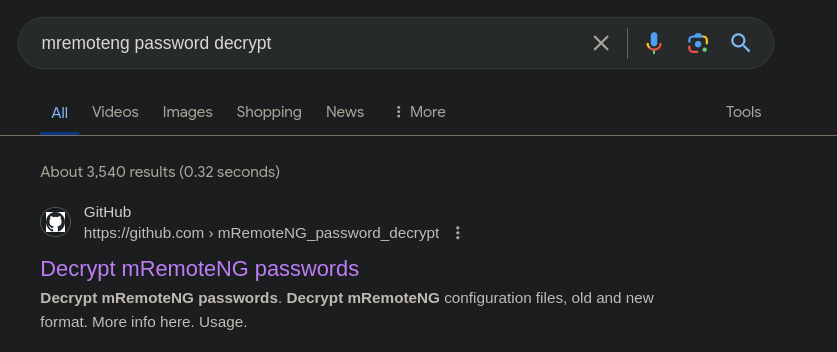 mremoteng password decrypt
All Videos Images Shopping News More Tools
About 3,540 results (0.32 seconds)
GitHub
https://github.com › mRemoteNG_password_decrypt
Decrypt mRemoteNG passwords
Decrypt mRemoteNG passwords. Decrypt mRemoteNG configuration files, old and new
format. More info here. Usage.